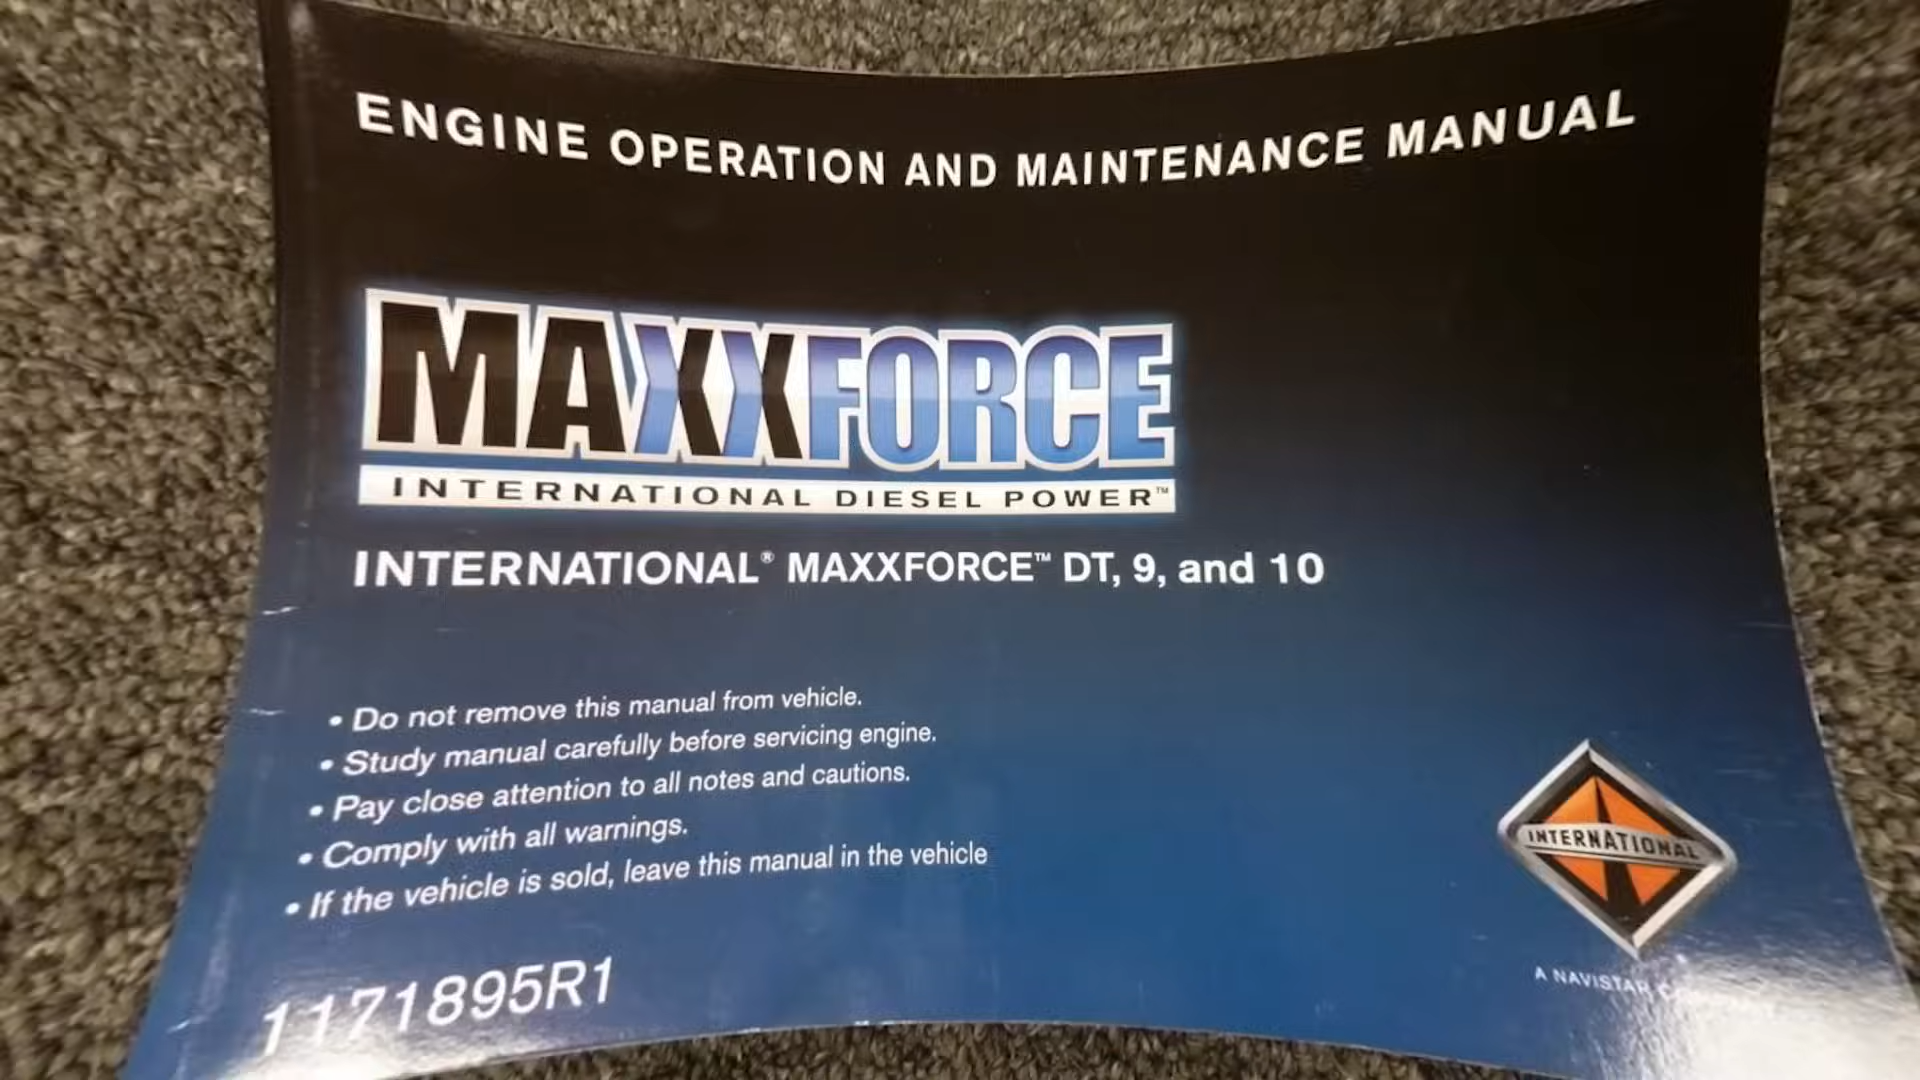 ENGINE OPERATION AND MAINTENANCE MANUAL
MAXXFORCE
INTERNATIONAL DIESEL POWER™
INTERNATIONAL® MAXXFORCE™ DT, 9, and 10
• Do not remove this manual from vehicle.
• Study manual carefully before servicing engine.
• Pay close attention to all notes and cautions.
• Comply with all warnings.
• If the vehicle is sold, leave this manual in the vehicle
INTERNATIONAL
A NAVISTAR
1171895R1